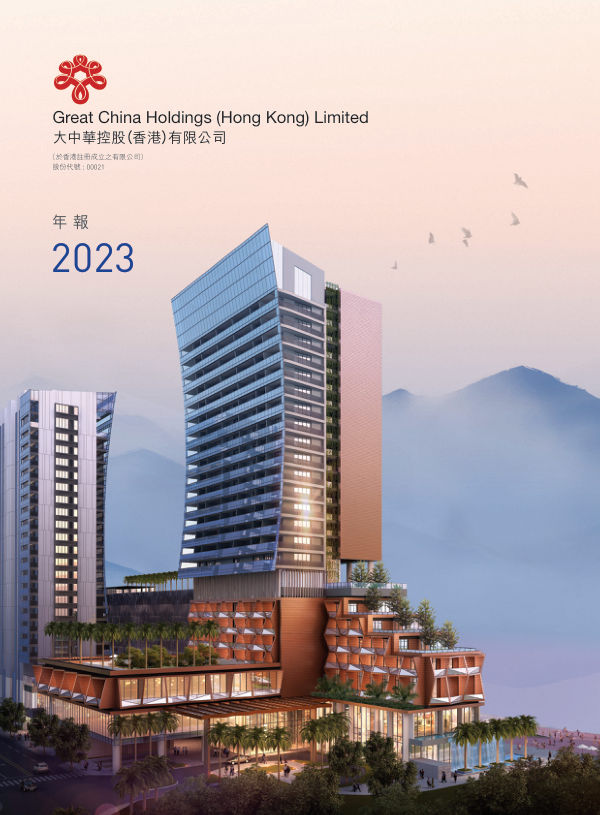 Great China Holdings (Hong Kong) Limited
大中華控股(香港)有限公司
(於香港註冊成立之有限公司)
股份代號 : 00021
年報
2023